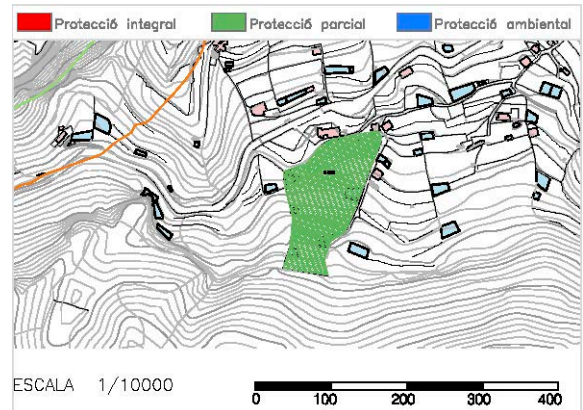 Protecció integral Protecció parcial Protecció ambiental
ESCALA 1/10000
0 100 200 300 400